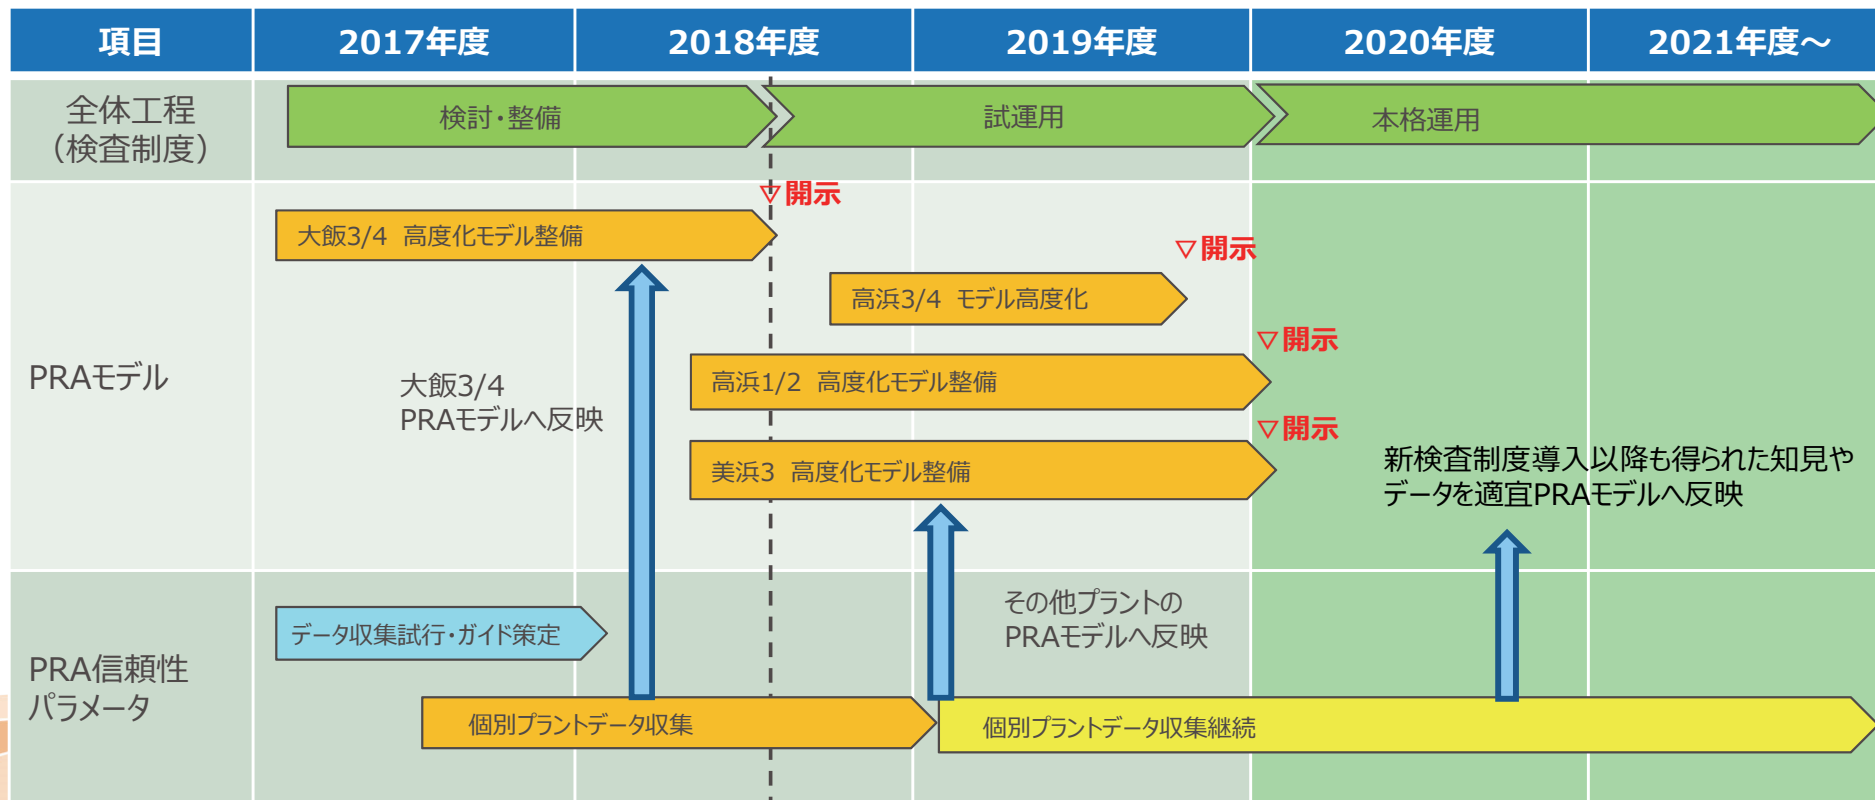 項目
2017年度
2018年度
2019年度
2020年度
2021年度～
全体工程
（検査制度）
検討・整備
試運用
本格運用
PRAモデル
▽開示
大飯3/4 高度化モデル整備
▽開示
高浜3/4 モデル高度化
▽開示
高浜1/2 高度化モデル整備
大飯3/4
PRAモデルへ反映
▽開示
美浜3 高度化モデル整備
新検査制度導入以降も得られた知見や
データを適宜PRAモデルへ反映
PRA信頼性
パラメータ
データ収集試行・ガイド策定
その他プラントの
PRAモデルへ反映
個別プラントデータ収集
個別プラントデータ収集継続